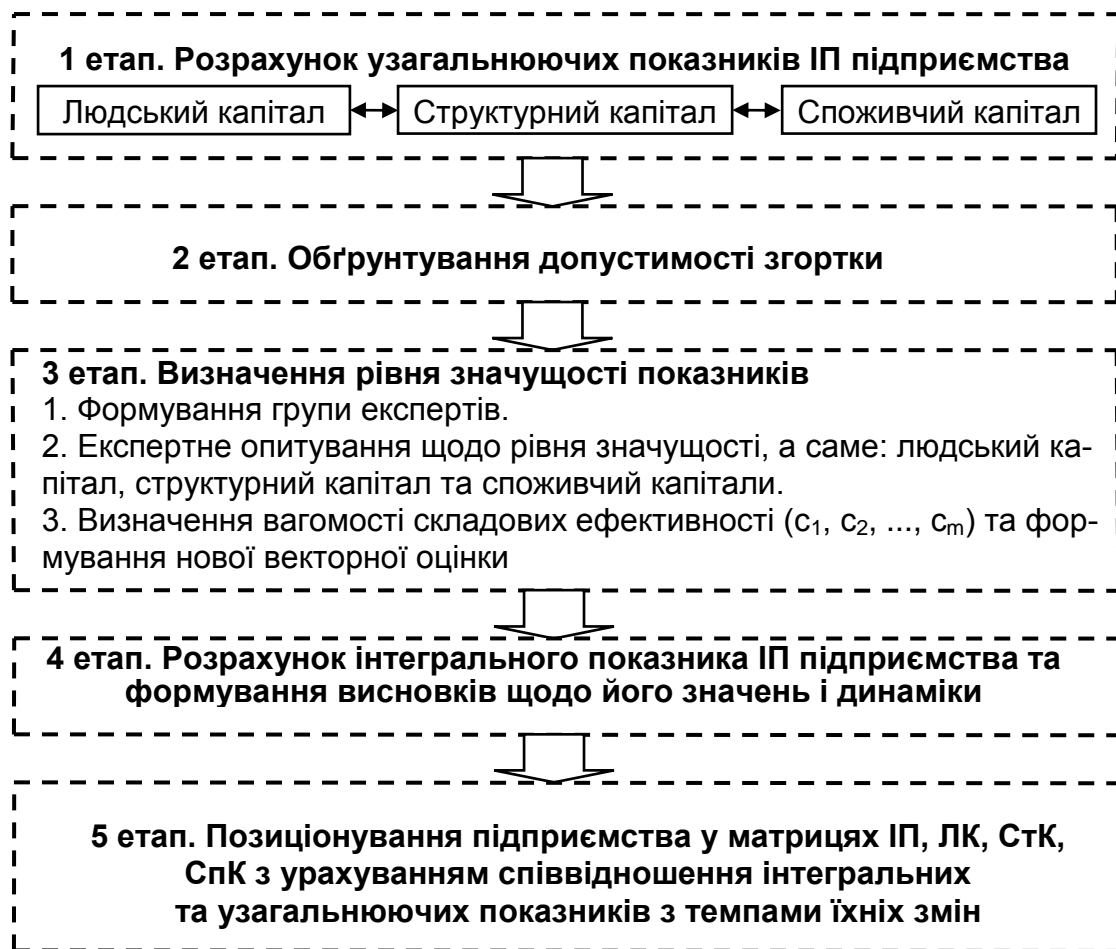 1 етап. Розрахунок узагальнюючих показників ІП підприємства
Людський капітал Структурний капітал Споживчий капітал
2 етап. Обґрунтування допустимості згортки
3 етап. Визначення рівня значущості показників
1. Формування групи експертів.
2. Експертне опитування щодо рівня значущості, а саме: людський ка-
пітал, структурний капітал та споживчий капітали.
3. Визначення вагомості складових ефективності (c₁, c₂, ..., cₘ) та фор-
мування нової векторної оцінки
4 етап. Розрахунок інтегрального показника ІП підприємства та
формування висновків щодо його значень і динаміки
5 етап. Позиціонування підприємства у матрицях ІП, ЛК, СтК,
СпК з урахуванням співвідношення інтегральних
та узагальнюючих показників з темпами їхніх змін